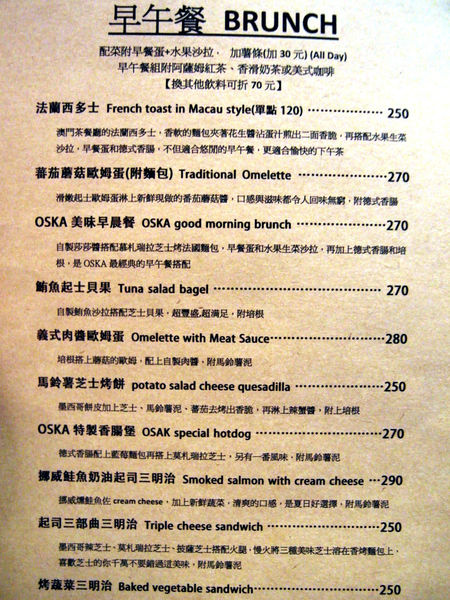 早午餐 BRUNCH
配菜附早餐蛋+水果沙拉， 加薯條(加 30 元) (All Day)
早午餐組附阿薩姆紅茶、香滑奶茶或美式咖啡
【換其他飲料可折 70 元】
法蘭西多士 French toast in Macau style(單點 120) ⋯⋯⋯⋯⋯ 250
澳門茶餐廳的法蘭西多士，香軟的麵包夾著花生醬沾蛋汁煎出二面香脆，再搭配水果生菜
沙拉，早餐蛋和德式香腸，不但適合悠閒的早午餐，更適合愉快的下午茶
蕃茄蘑菇歐姆蛋(附麵包) Traditional Omelette ⋯⋯⋯⋯⋯⋯270
滑嫩起士歐姆蛋淋上新鮮現做的番茄蘑菇醬，口感與滋味都令人回味無窮，附德式香腸
OSKA 美味早晨餐 OSKA good morning brunch ⋯⋯⋯⋯⋯⋯270
自製莎莎醬搭配慕札瑞拉芝士烤法國麵包，早餐蛋和水果生菜沙拉，再加上德式香腸和培
根，是 OSKA 最經典的早午餐搭配
鮪魚起士貝果 Tuna salad bagel ⋯⋯⋯⋯⋯⋯⋯⋯⋯⋯ 270
自製鮪魚沙拉搭配芝士貝果，超豐盛,超滿足，附培根
義式肉醬歐姆蛋 Omelette with Meat Sauce⋯⋯⋯⋯⋯⋯⋯280
培根搭上蘑菇的歐姆，配上自製肉醬．附馬鈴薯泥
馬鈴薯芝士烤餅 potato salad cheese quesadilla ⋯⋯⋯⋯⋯250
墨西哥餅皮加上芝士、馬鈴薯泥、蕃茄去烤出香脆，再淋上辣蟹醬，附上培根
OSKA 特製香腸堡 OSAK special hotdog ⋯⋯⋯⋯⋯⋯⋯270
德式香腸配上藍莓麵包再搭上莫札瑞拉芝士，另有一番風味．附馬鈴薯泥
挪威鮭魚奶油起司三明治 Smoked salmon with cream cheese ⋯290
挪威燻鮭魚佐 cream cheese，加上新鮮蔬菜，清爽的口感，是夏日好選擇，附馬鈴薯泥
起司三部曲三明治 Triple cheese sandwich ⋯⋯⋯⋯⋯⋯250
墨西哥辣芝士、莫札瑞拉芝士、披薩芝士搭配火腿，慢火將三種美味芝士溶在香烤麵包上，
喜歡芝士的你千萬不要錯過這美味，附馬鈴薯泥
烤蔬菜三明治 Baked vegetable sandwich⋯⋯⋯⋯⋯⋯⋯250